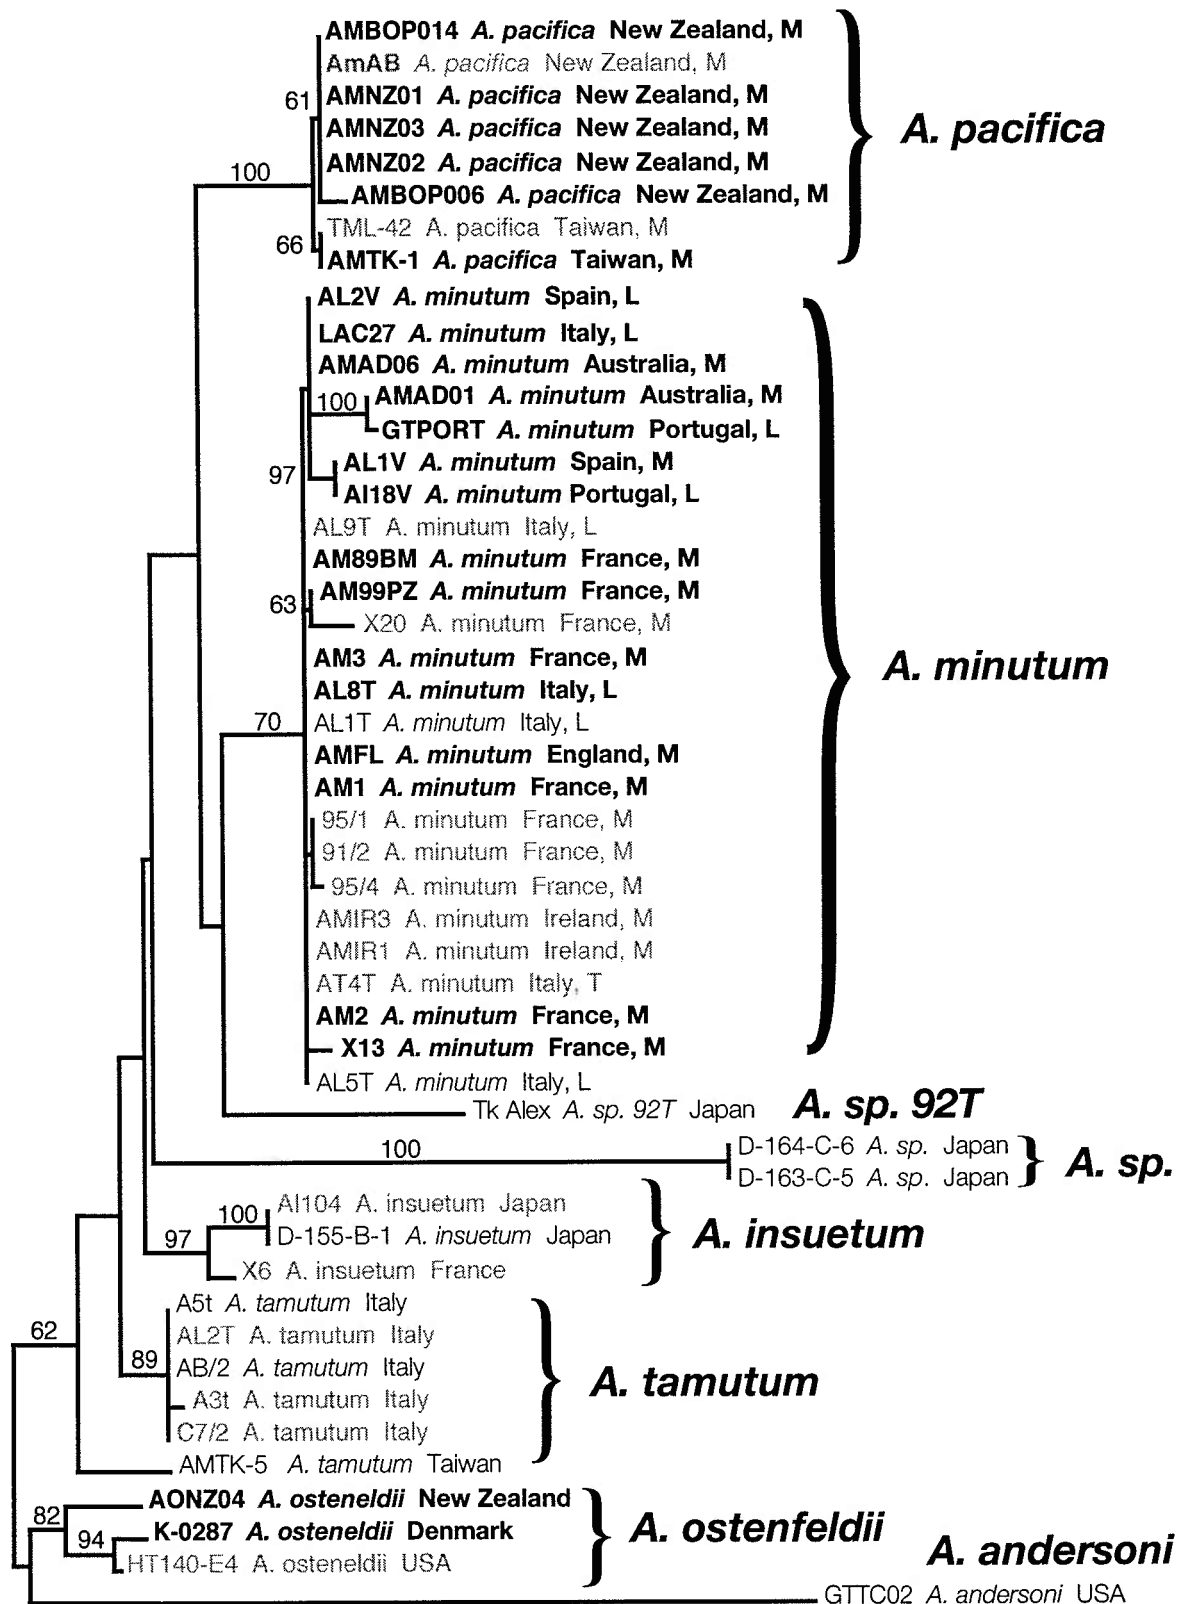 AMBOP014 A. pacifica New Zealand, M
AmAB A. pacifica New Zealand, M
61
AMNZ01 A. pacifica New Zealand, M
AMNZ03 A. pacifica New Zealand, M
A. pacifica
AMNZ02 A. pacifica New Zealand, M
100
AMBOP006 A. pacifica New Zealand, M
TML-42 A. pacifica Taiwan, M
66
AMTK-1 A. pacifica Taiwan, M
AL2V A. minutum Spain, L
LAC27 A. minutum Italy, L
AMAD06 A. minutum Australia, M
100
AMAD01 A. minutum Australia, M
GTPORT A. minutum Portugal, L
AL1V A. minutum Spain, M
97
AI18V A. minutum Portugal, L
AL9T A. minutum Italy, L
AM89BM A. minutum France, M
AM99PZ A. minutum France, M
63
X20 A. minutum France, M
AM3 A. minutum France, M
A. minutum
AL8T A. minutum Italy, L
70
AL1T A. minutum Italy, L
AMFL A. minutum England, M
AM1 A. minutum France, M
95/1 A. minutum France, M
91/2 A. minutum France, M
95/4 A. minutum France, M
AMIR3 A. minutum Ireland, M
AMIR1 A. minutum Ireland, M
AT4T A. minutum Italy, T
AM2 A. minutum France, M
X13 A. minutum France, M
AL5T A. minutum Italy, L
Tk Alex A. sp. 92T Japan
A. sp. 92T
100
D-164-C-6 A. sp. Japan
A. sp.
D-163-C-5 A. sp. Japan
AI104 A. insuetum Japan
100
D-155-B-1 A. insuetum Japan
A. insuetum
97
X6 A. insuetum France
A5t A. tamutum Italy
62
AL2T A. tamutum Italy
89
AB/2 A. tamutum Italy
A. tamutum
A3t A. tamutum Italy
C7/2 A. tamutum Italy
AMTK-5 A. tamutum Taiwan
AONZ04 A. osteneldii New Zealand
82
K-0287 A. osteneldii Denmark
A. ostenfeldii
94
HT140-E4 A. osteneldii USA
A. andersoni
GTTC02 A. andersoni USA